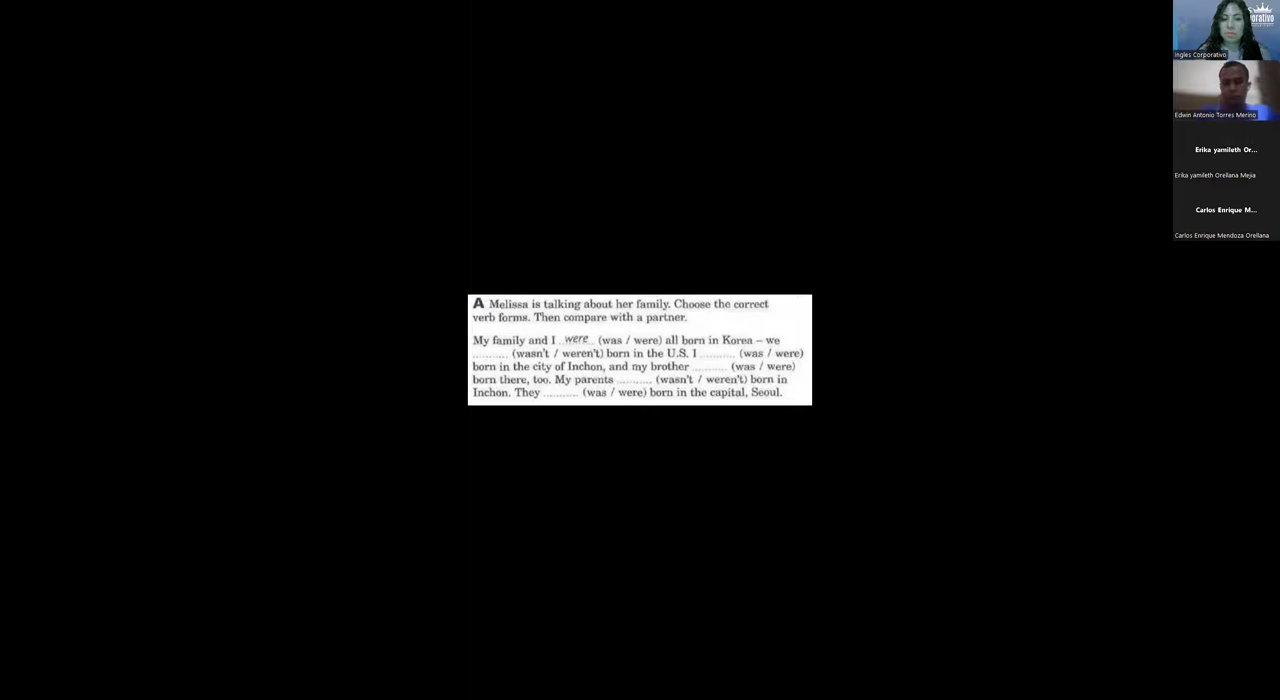 A Melissa is talking about her family. Choose the correct
verb forms. Then compare with a partner.
My family and I ..were.. (was / were) all born in Korea – we
.......... (wasn't / weren't) born in the U.S. I .......... (was / were)
born in the city of Inchon, and my brother .......... (was / were)
born there, too. My parents .......... (wasn't / weren't) born in
Inchon. They .......... (was / were) born in the capital, Seoul.
orativo
Ingles Corporativo
Edwin Antonio Torres Merino
Erika yamileth Or...
Erika yamileth Orellana Mejia
Carlos Enrique M...
Carlos Enrique Mendoza Orellana